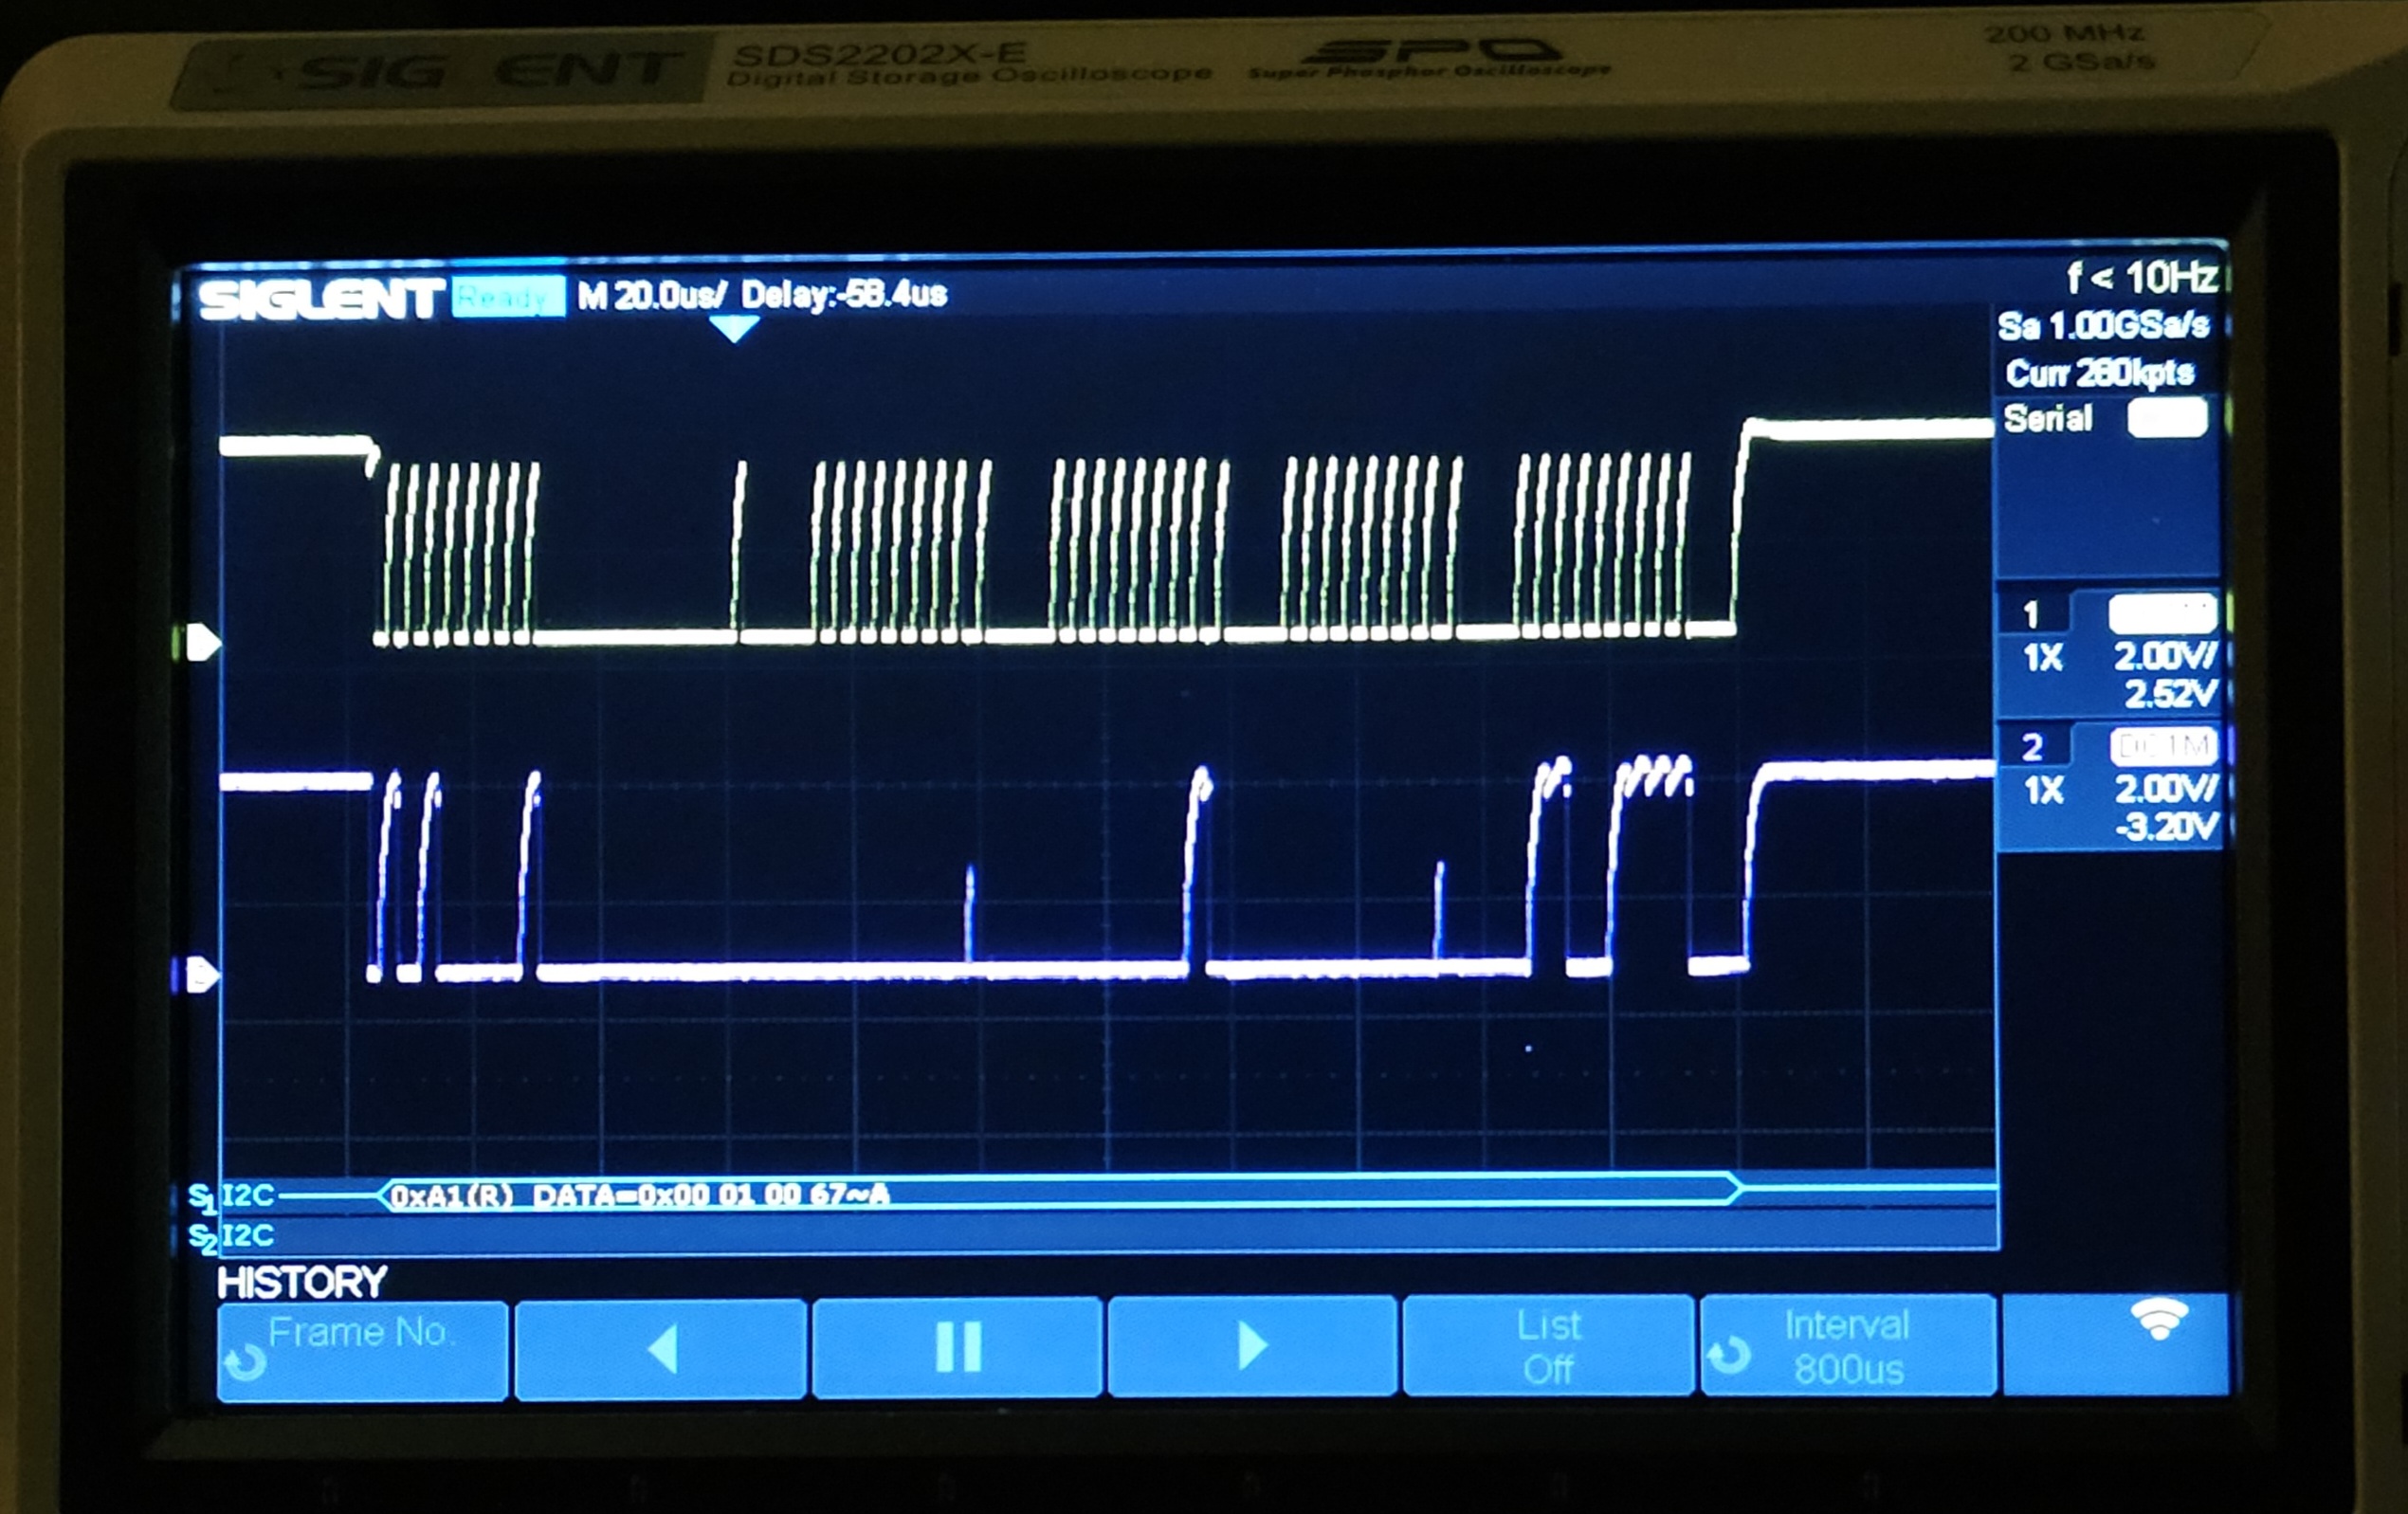 SIG ENT SDS2202X-E SPO 200 MHz
Digital Storage Oscilloscope Super Phosphor Oscilloscope 2 GSa/s
SIGLENT Ready M 20.0us/ Delay:-58.4us f < 10Hz
Sa 1.00GSa/s
Curr 280kpts
Serial
1
1X 2.00V/
2.52V
2 DC1M
1X 2.00V/
-3.20V
S1 I2C 0xA1(R) DATA=0x00 01 00 67~A
S2 I2C
HISTORY
Frame No. List Interval
Off 800us